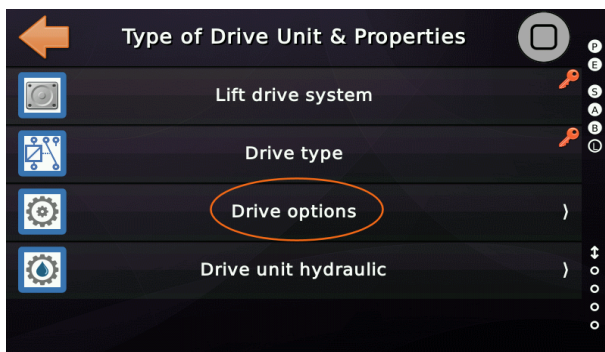 Type of Drive Unit & Properties
Lift drive system
Drive type
Drive options
Drive unit hydraulic
P
E
S
A
B
L